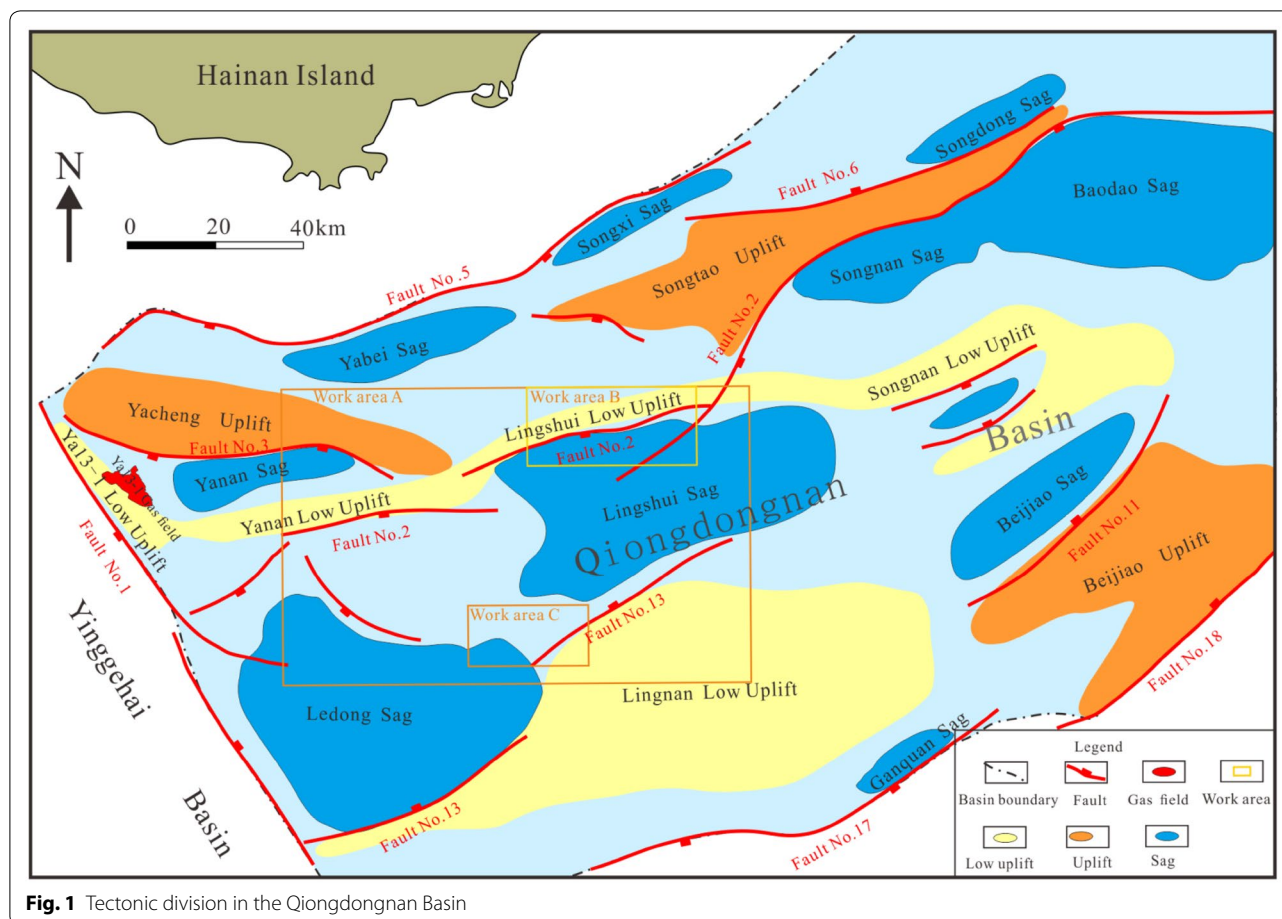 Hainan Island
N
0 20 40km
Songdong Sag
Fault No.6
Baodao Sag
Songxi Sag
Songtao Uplift
Songnan Sag
Fault No.5
Fault No.2
Yabei Sag
Songnan Low Uplift
Work area A
Work area B
Yacheng Uplift
Lingshui Low Uplift
Fault No.3
Fault No.2
Basin
Ya13-1 Low Uplift
Ya13-1 Gas field
Yanan Sag
Lingshui Sag
Beijiao Sag
Yanan Low Uplift
Qiongdongnan
Fault No.11
Fault No.2
Fault No.1
Beijiao Uplift
Work area C
Fault No.13
Fault No.18
Yinggehai
Lingnan Low Uplift
Ledong Sag
Ganquan Sag
Basin
Fault No.13
Fault No.17
Legend
Basin boundary Fault Gas field Work area
Low uplift Uplift Sag
Fig. 1 Tectonic division in the Qiongdongnan Basin